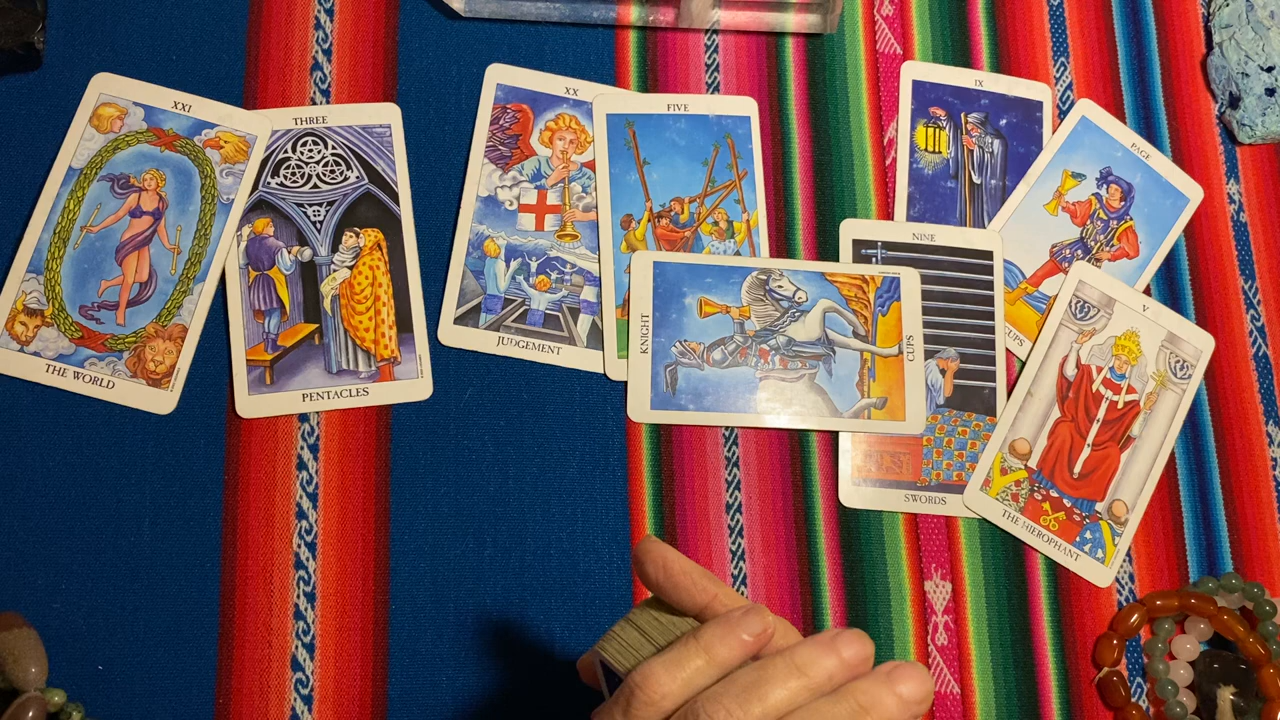 XXI
THE WORLD
THREE
PENTACLES
XX
JUDGEMENT
FIVE
KNIGHT
CUPS
IX
PAGE
CUPS
NINE
SWORDS
V
THE HIEROPHANT